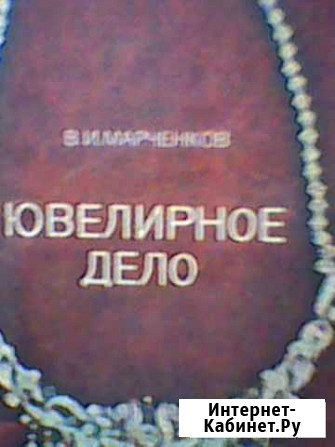 В.И.МАРЧЕНКОВ
ЮВЕЛИРНОЕ
ДЕЛО
Интернет-
Кабинет.Ру